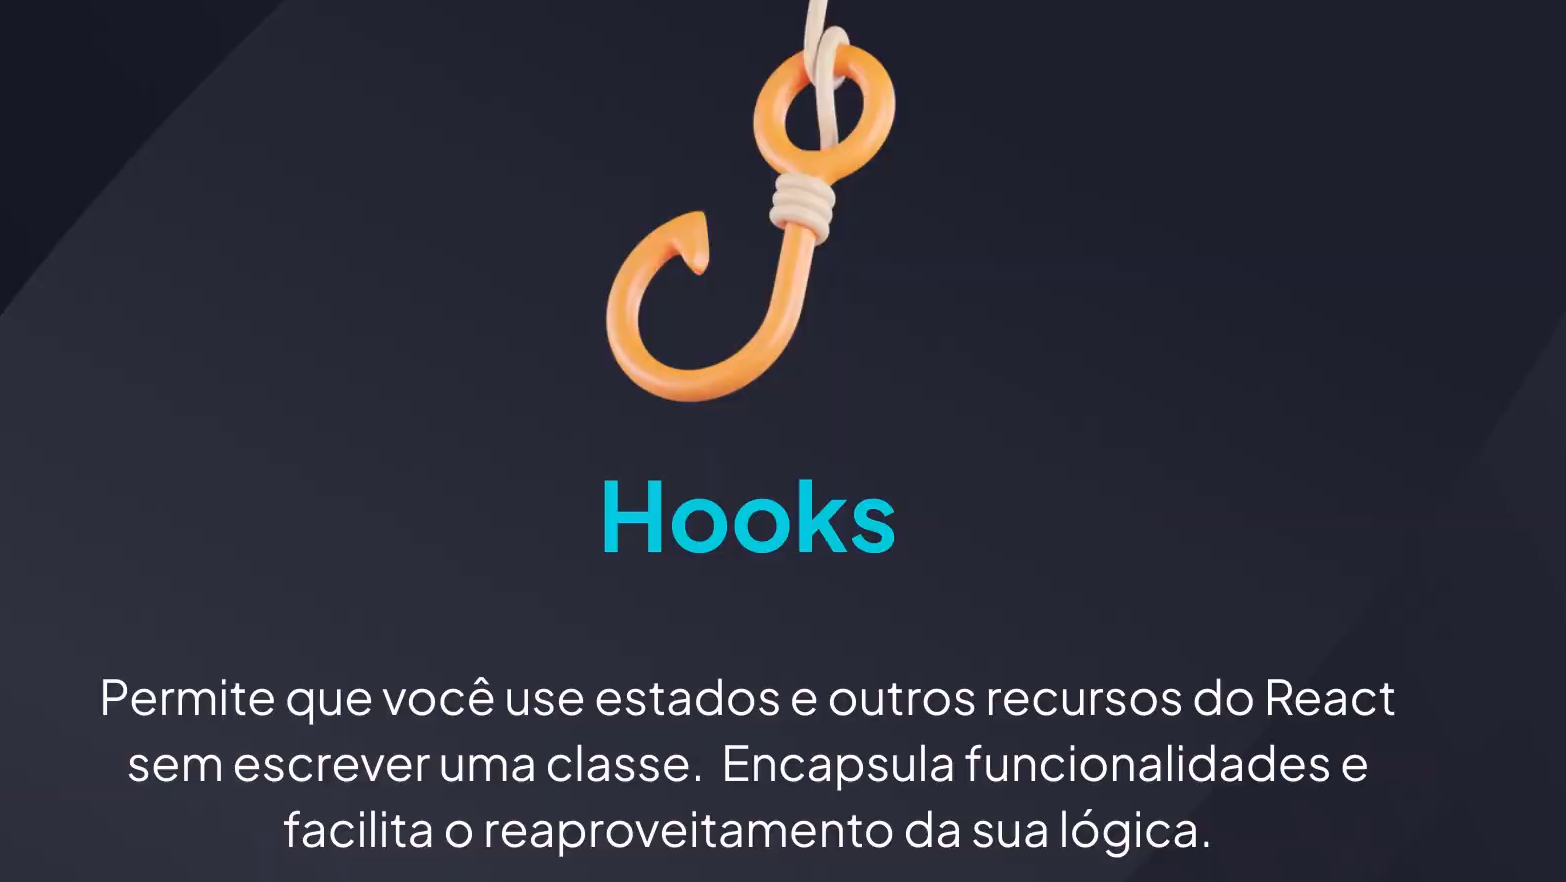 Hooks
Permite que você use estados e outros recursos do React
sem escrever uma classe. Encapsula funcionalidades e
facilita o reaproveitamento da sua lógica.